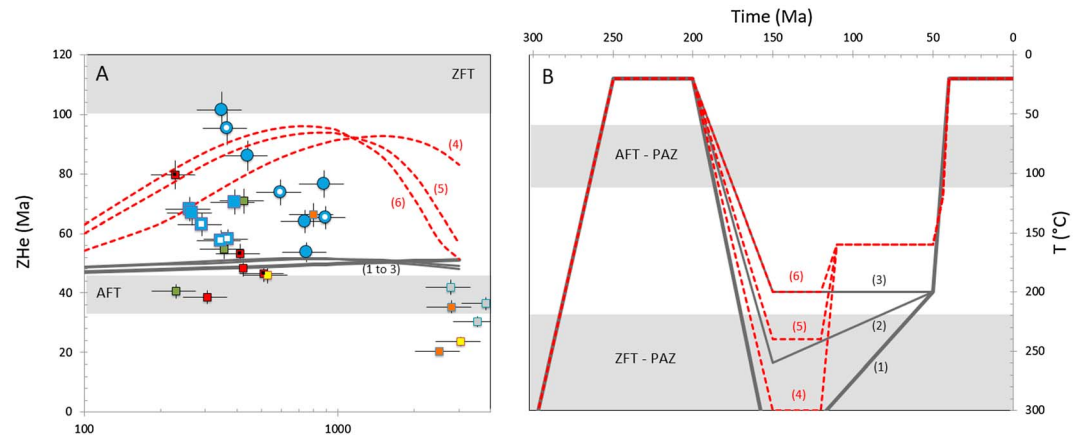 A
ZFT
120
100
80
60
40
20
0
ZHe (Ma)
(4)
(5)
(6)
(1 to 3)
AFT
100
1000
Time (Ma)
300 250 200 150 100 50 0
B
AFT - PAZ
ZFT - PAZ
(6)
(3)
(5)
(2)
(1)
(4)
0
50
100
150
200
250
300
T (°C)